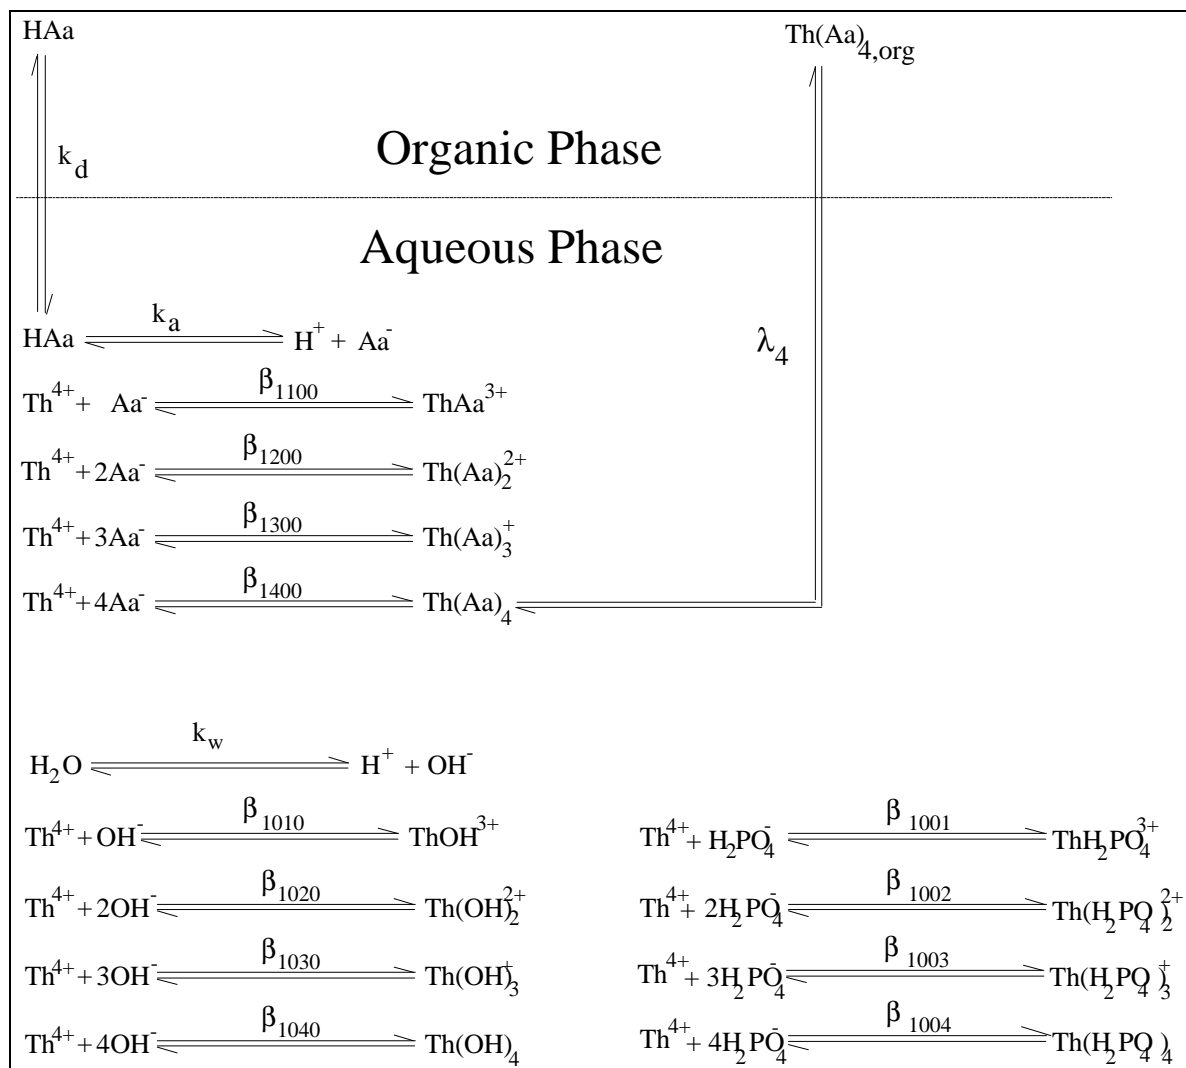 HAa Th(Aa)4,org
kd
Organic Phase
Aqueous Phase
HAa ka H+ + Aa-
λ4
Th4+ + Aa- β1100 ThAa3+
Th4+ + 2Aa- β1200 Th(Aa)2 2+
Th4+ + 3Aa- β1300 Th(Aa)3 +
Th4+ + 4Aa- β1400 Th(Aa)4
H2O kw H+ + OH-
Th4+ + OH- β1010 ThOH3+ Th4+ + H2PO4- β1001 ThH2PO4 3+
Th4+ + 2OH- β1020 Th(OH)2 2+ Th4+ + 2H2PO4- β1002 Th(H2PO4)2 2+
Th4+ + 3OH- β1030 Th(OH)3 + Th4+ + 3H2PO4- β1003 Th(H2PO4)3 +
Th4+ + 4OH- β1040 Th(OH)4 Th4+ + 4H2PO4- β1004 Th(H2PO4)4